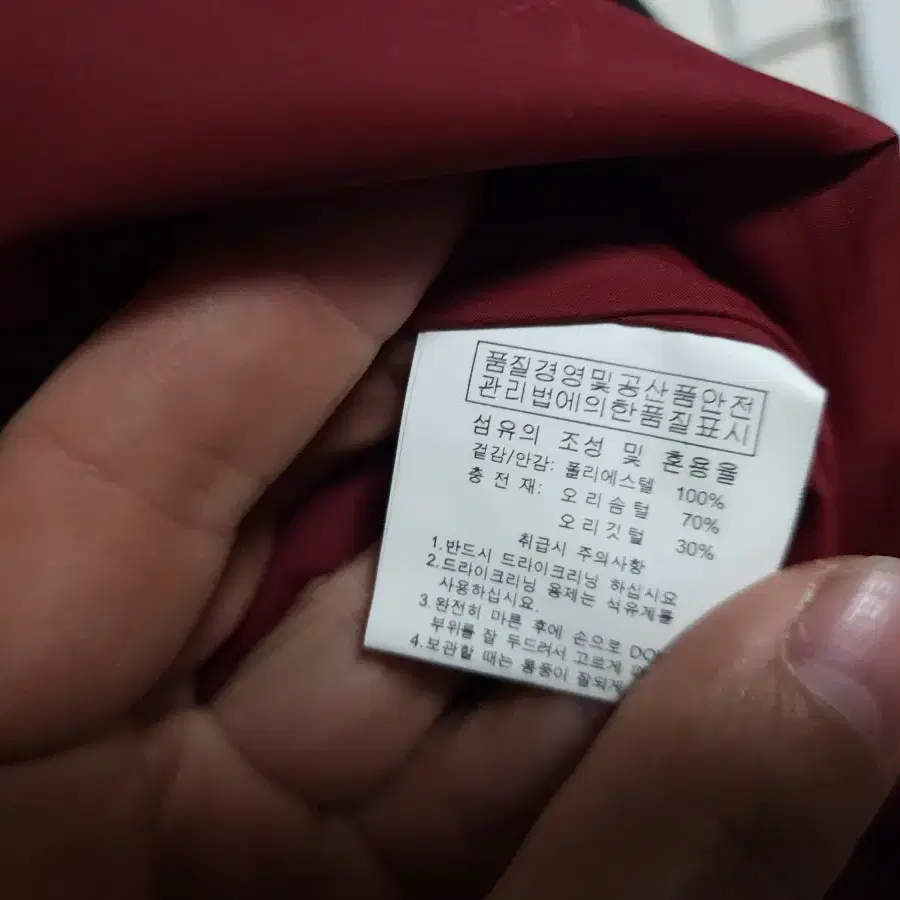 품질경영및공산품안전
관리법에의한품질표시
섬유의 조성 및 혼용율
겉감/안감: 폴리에스텔 100%
충 전 재: 오 리 솜 털 70%
오 리 깃 털 30%
취급시 주의사항
1.반드시 드라이크리닝 하십시요
2.드라이크리닝 용제는 석유계를
사용하십시요.
3.완전히 마른 후에 손으로
부위를 잘 두드려서 고르게
4.보관할 때는 통풍이 잘되게